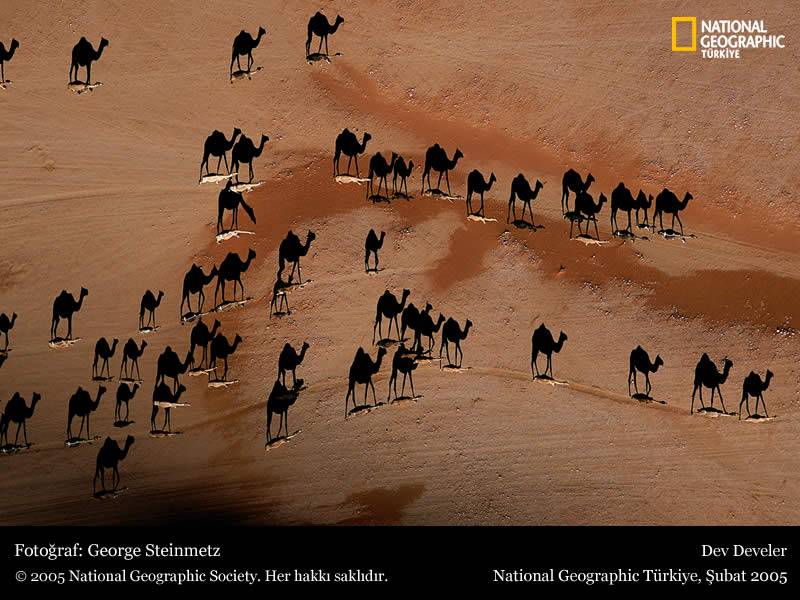 NATIONAL
GEOGRAPHIC
TÜRKİYE
Fotoğraf: George Steinmetz
Dev Develer
© 2005 National Geographic Society. Her hakkı saklıdır.
National Geographic Türkiye, Şubat 2005